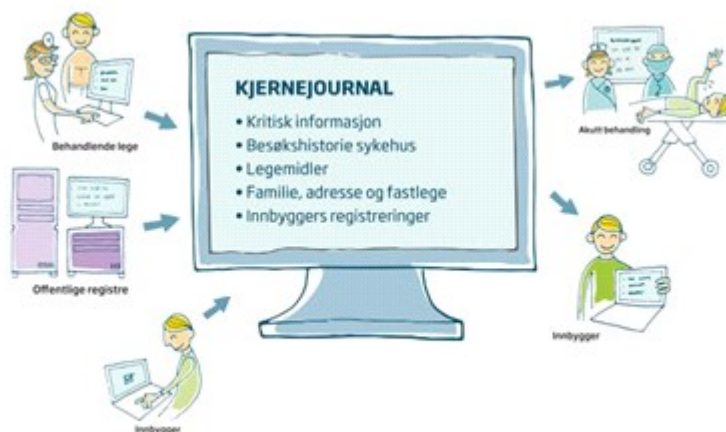 KJERNEJOURNAL
• Kritisk informasjon
• Besøkshistorie sykehus
• Legemidler
• Familie, adresse og fastlege
• Innbyggers registreringer
Behandlende lege
Offentlige registre
Innbygger
Akutt behandling
Innbygger